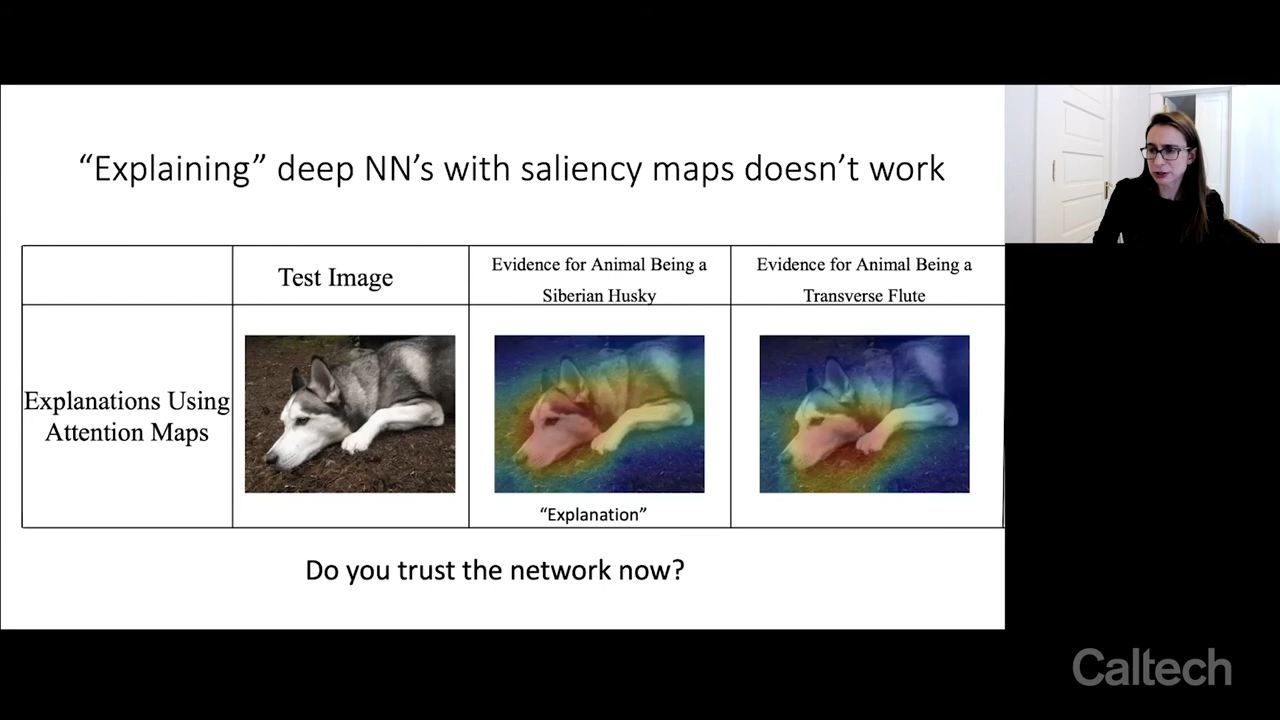 “Explaining” deep NN’s with saliency maps doesn’t work
Test Image
Evidence for Animal Being a
Siberian Husky
Evidence for Animal Being a
Transverse Flute
Explanations Using
Attention Maps
“Explanation”
Do you trust the network now?
Caltech